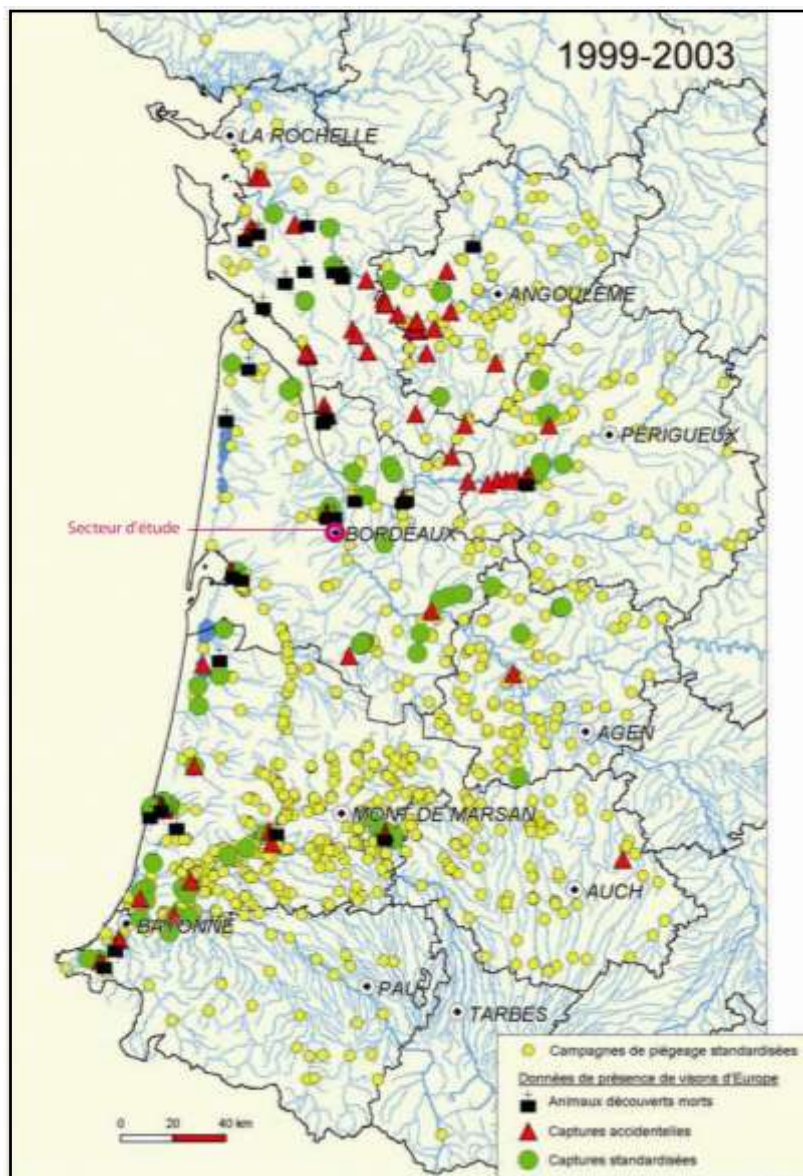 1999-2003
LA ROCHELLE
ANGOULEME
PERIGUEUX
Secteur d'étude
BORDEAUX
AGEN
MONT DE MARSAN
AUCH
BAYONNE
PAU
TARBES
Campagnes de piégeage standardisées
Données de présence de visons d'Europe
Animaux découverts morts
Captures accidentelles
Captures standardisées
0 20 40 km